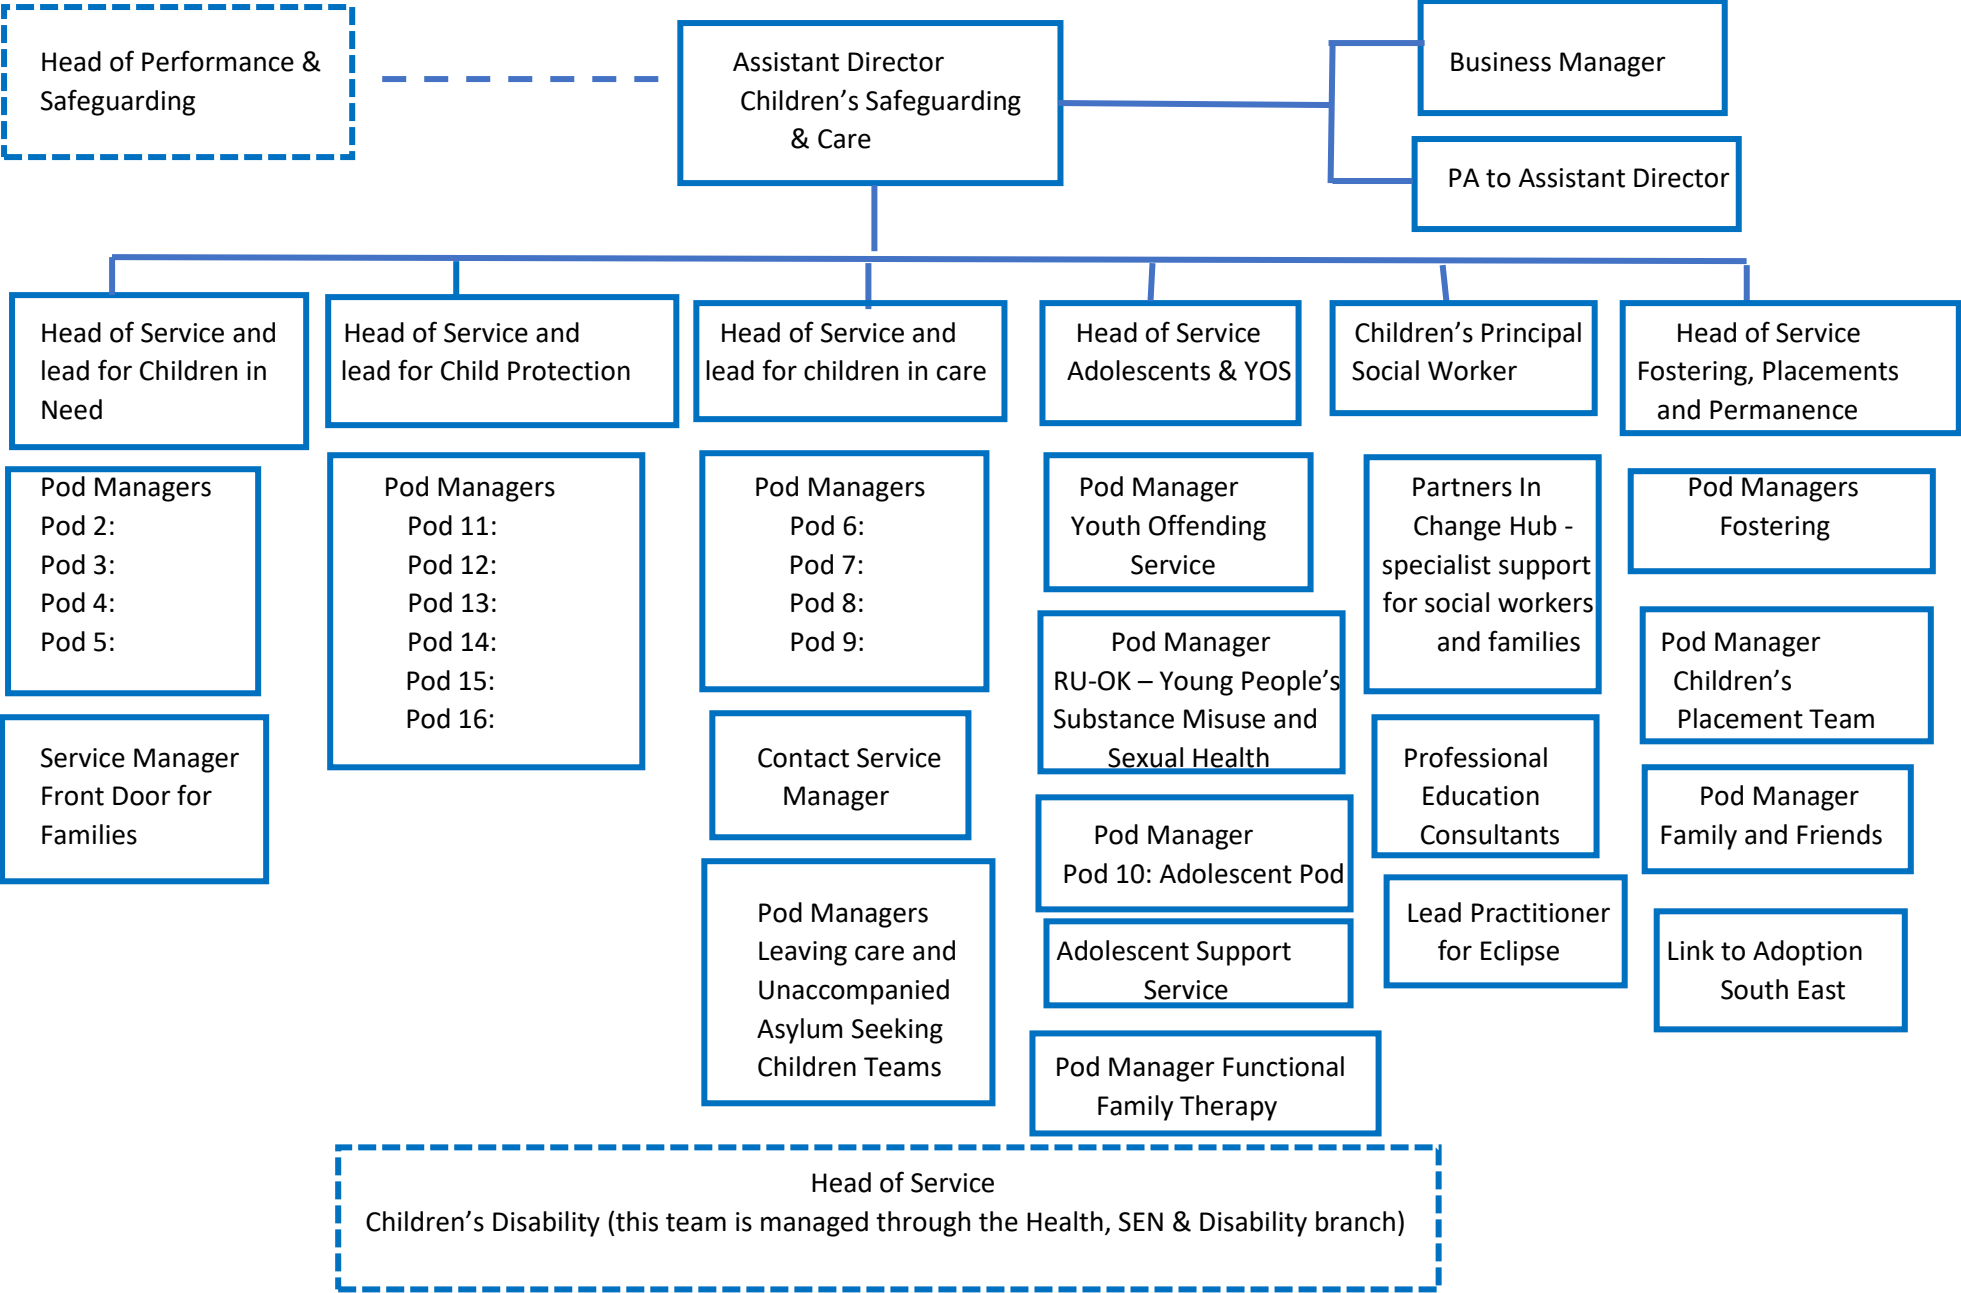 Head of Performance &
Safeguarding
Assistant Director
Children’s Safeguarding
& Care
Business Manager
PA to Assistant Director
Head of Service and
lead for Children in
Need
Pod Managers
Pod 2:
Pod 3:
Pod 4:
Pod 5:
Service Manager
Front Door for
Families
Head of Service and
lead for Child Protection
Pod Managers
Pod 11:
Pod 12:
Pod 13:
Pod 14:
Pod 15:
Pod 16:
Head of Service and
lead for children in care
Pod Managers
Pod 6:
Pod 7:
Pod 8:
Pod 9:
Contact Service
Manager
Pod Managers
Leaving care and
Unaccompanied
Asylum Seeking
Children Teams
Head of Service
Adolescents & YOS
Pod Manager
Youth Offending
Service
Pod Manager
RU-OK – Young People’s
Substance Misuse and
Sexual Health
Pod Manager
Pod 10: Adolescent Pod
Adolescent Support
Service
Pod Manager Functional
Family Therapy
Children’s Principal
Social Worker
Partners In
Change Hub -
specialist support
for social workers
and families
Professional
Education
Consultants
Lead Practitioner
for Eclipse
Head of Service
Fostering, Placements
and Permanence
Pod Managers
Fostering
Pod Manager
Children’s
Placement Team
Pod Manager
Family and Friends
Link to Adoption
South East
Head of Service
Children’s Disability (this team is managed through the Health, SEN & Disability branch)